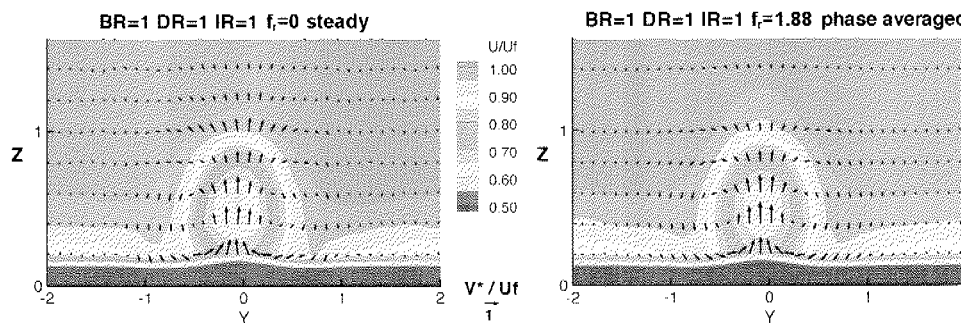 BR=1 DR=1 IR=1 fr=0 steady
BR=1 DR=1 IR=1 fr=1.88 phase averaged
U/Uf
1.00
0.90
0.80
0.70
0.60
0.50
V* / Uf
1
Z
1
0
-2 -1 0 1 2
Y
Z
1
0
-2 -1 0 1
Y